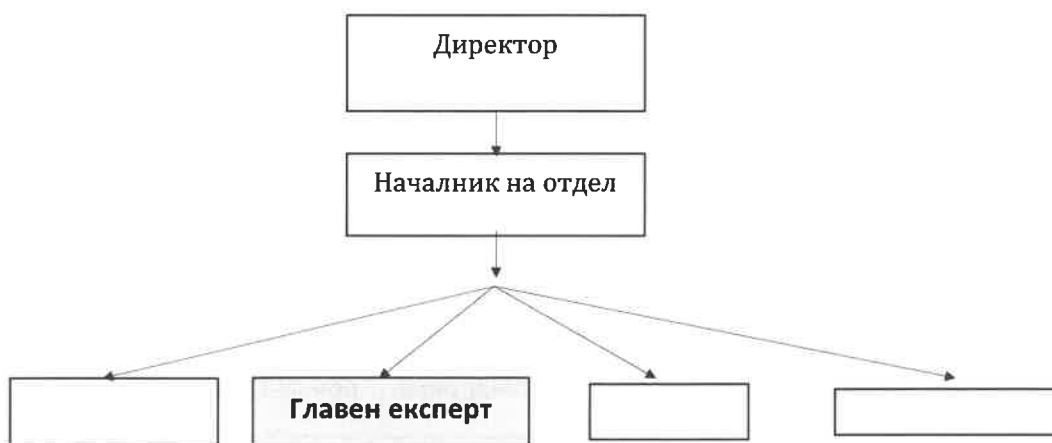 Директор
Началник на отдел
Главен експерт